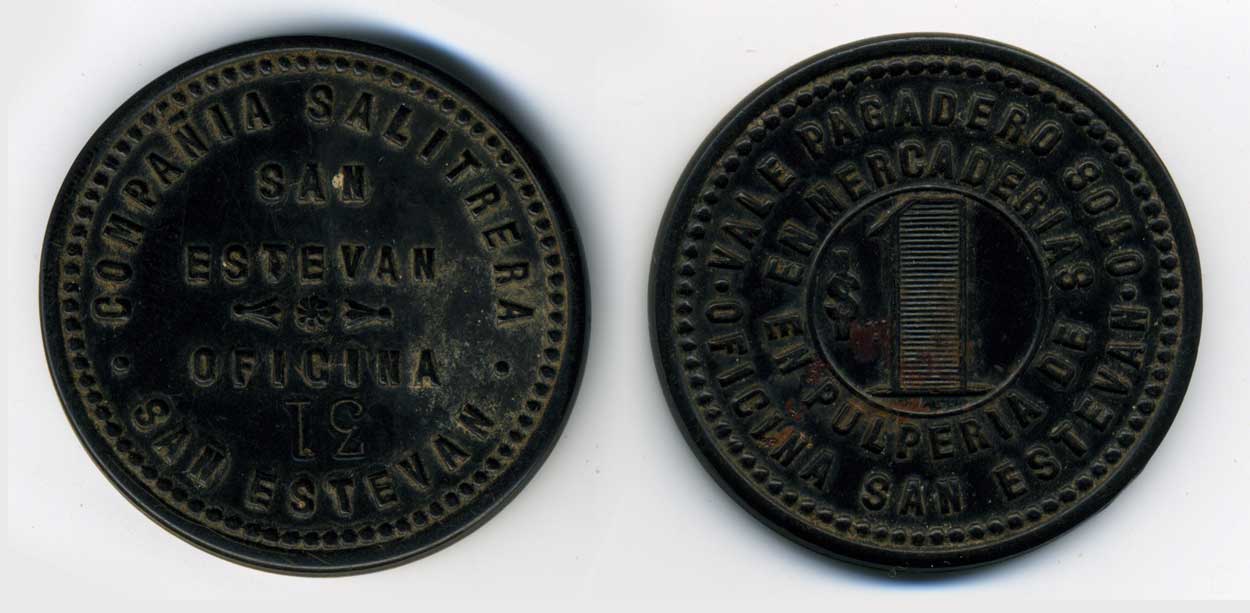 COMPAÑIA SALITRERA
SAN
ESTEVAN
OFICINA
31
SAN ESTEVAN
VALE PAGADERO SOLO
EN MERCADERIAS
$1
EN PULPERIA DE
OFICINA SAN ESTEVAN